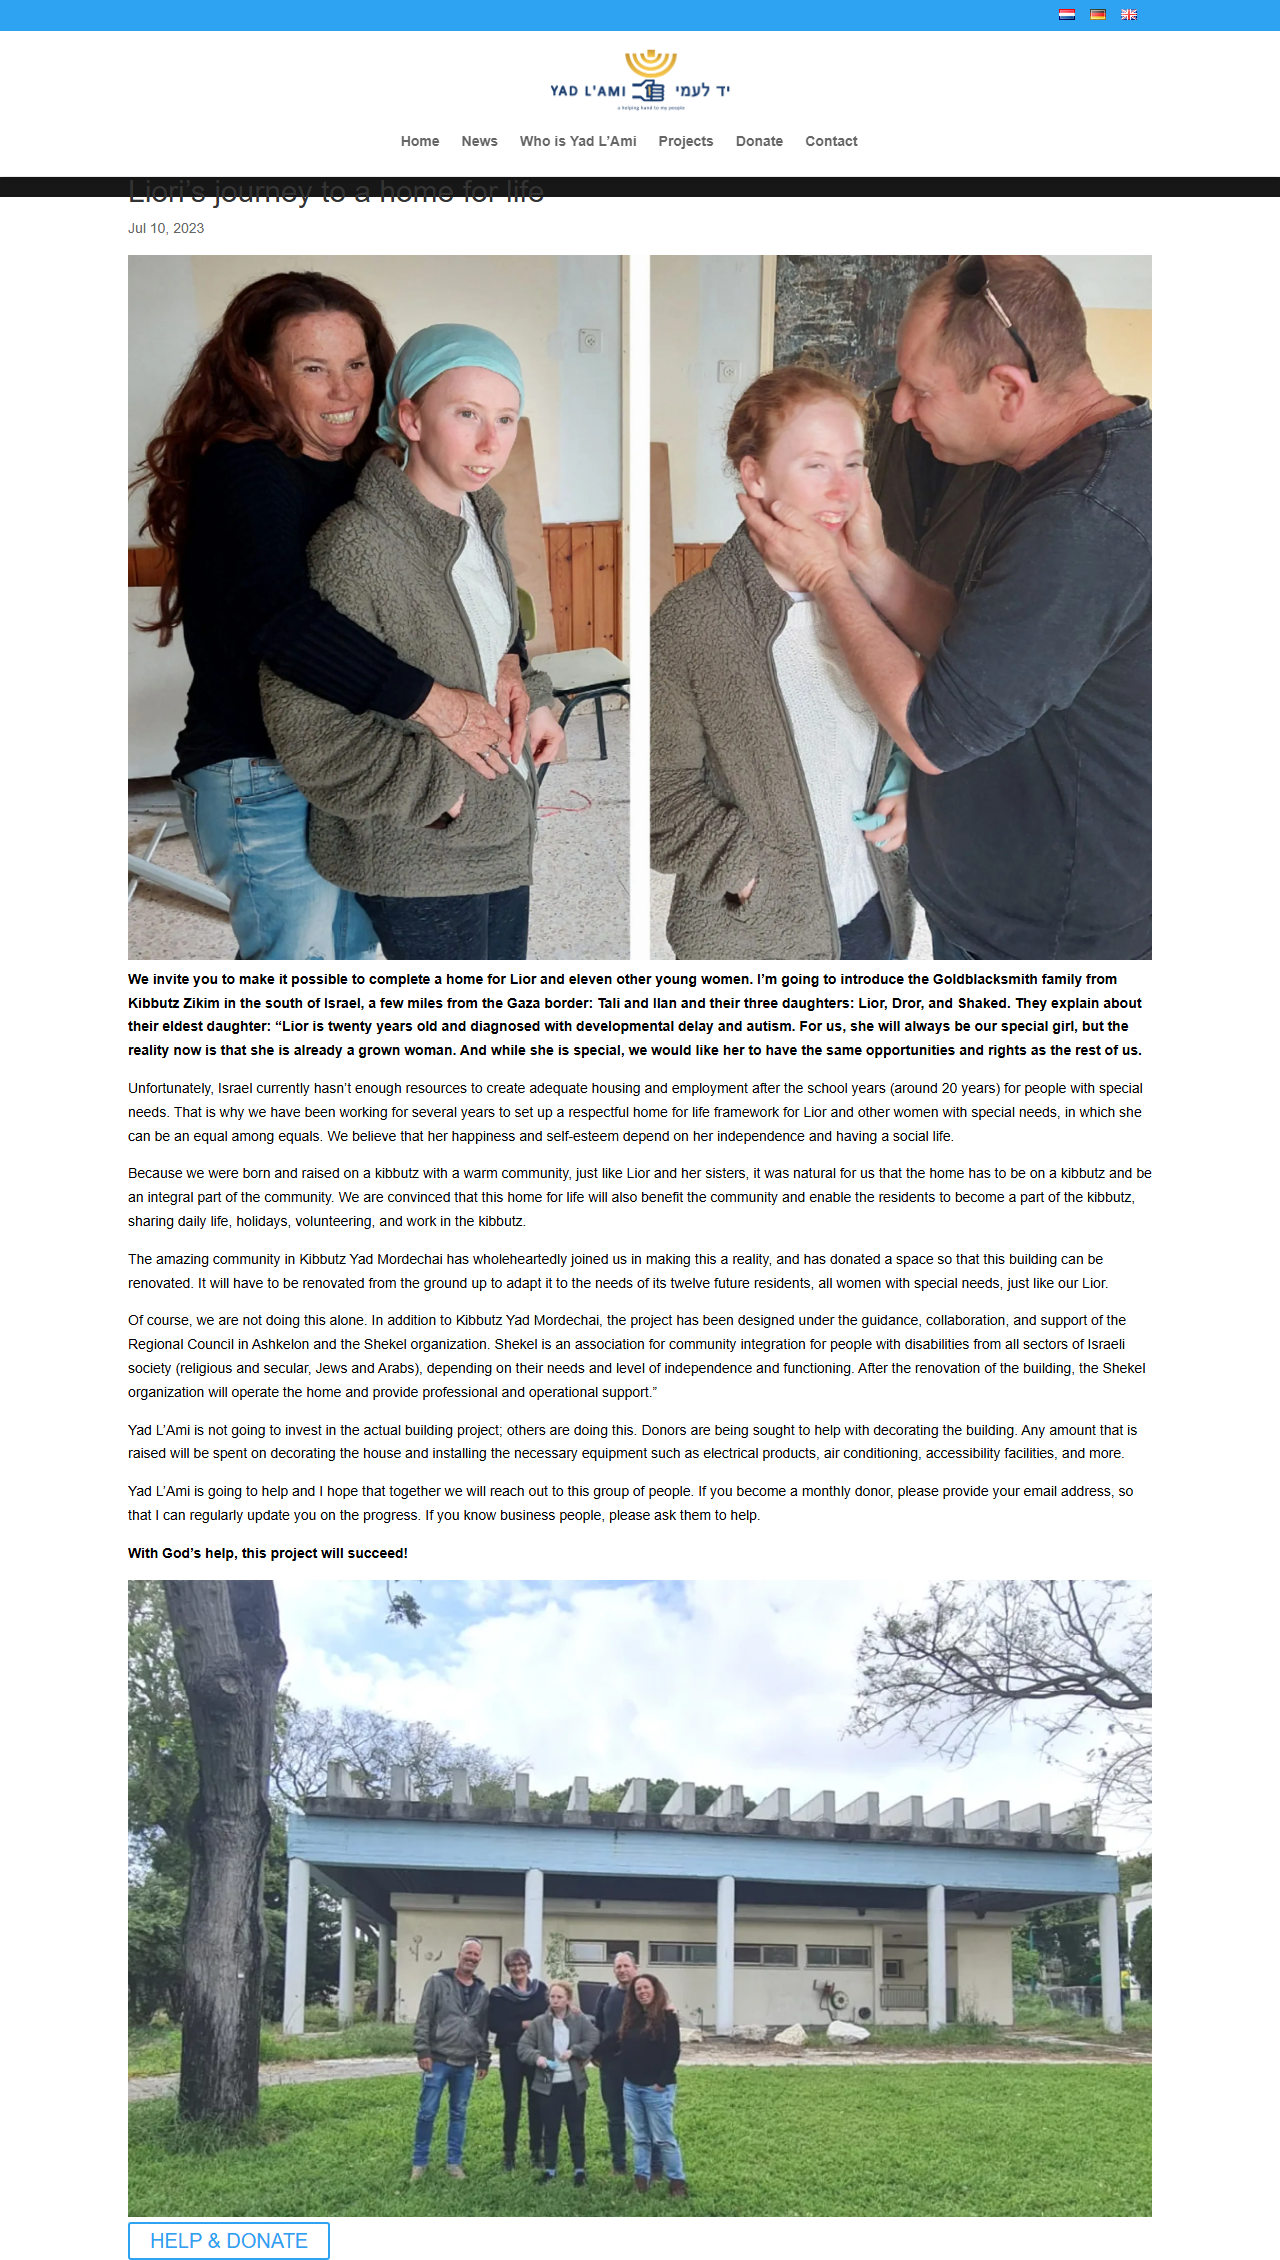 YAD L'AMI יד לעמי
a helping hand to my people
Home News Who is Yad L’Ami Projects Donate Contact
Liori’s journey to a home for life
Jul 10, 2023
We invite you to make it possible to complete a home for Lior and eleven other young women. I’m going to introduce the Goldblacksmith family from
Kibbutz Zikim in the south of Israel, a few miles from the Gaza border: Tali and Ilan and their three daughters: Lior, Dror, and Shaked. They explain about
their eldest daughter: “Lior is twenty years old and diagnosed with developmental delay and autism. For us, she will always be our special girl, but the
reality now is that she is already a grown woman. And while she is special, we would like her to have the same opportunities and rights as the rest of us.
Unfortunately, Israel currently hasn’t enough resources to create adequate housing and employment after the school years (around 20 years) for people with special
needs. That is why we have been working for several years to set up a respectful home for life framework for Lior and other women with special needs, in which she
can be an equal among equals. We believe that her happiness and self-esteem depend on her independence and having a social life.
Because we were born and raised on a kibbutz with a warm community, just like Lior and her sisters, it was natural for us that the home has to be on a kibbutz and be
an integral part of the community. We are convinced that this home for life will also benefit the community and enable the residents to become a part of the kibbutz,
sharing daily life, holidays, volunteering, and work in the kibbutz.
The amazing community in Kibbutz Yad Mordechai has wholeheartedly joined us in making this a reality, and has donated a space so that this building can be
renovated. It will have to be renovated from the ground up to adapt it to the needs of its twelve future residents, all women with special needs, just like our Lior.
Of course, we are not doing this alone. In addition to Kibbutz Yad Mordechai, the project has been designed under the guidance, collaboration, and support of the
Regional Council in Ashkelon and the Shekel organization. Shekel is an association for community integration for people with disabilities from all sectors of Israeli
society (religious and secular, Jews and Arabs), depending on their needs and level of independence and functioning. After the renovation of the building, the Shekel
organization will operate the home and provide professional and operational support.”
Yad L’Ami is not going to invest in the actual building project; others are doing this. Donors are being sought to help with decorating the building. Any amount that is
raised will be spent on decorating the house and installing the necessary equipment such as electrical products, air conditioning, accessibility facilities, and more.
Yad L’Ami is going to help and I hope that together we will reach out to this group of people. If you become a monthly donor, please provide your email address, so
that I can regularly update you on the progress. If you know business people, please ask them to help.
With God’s help, this project will succeed!
HELP & DONATE